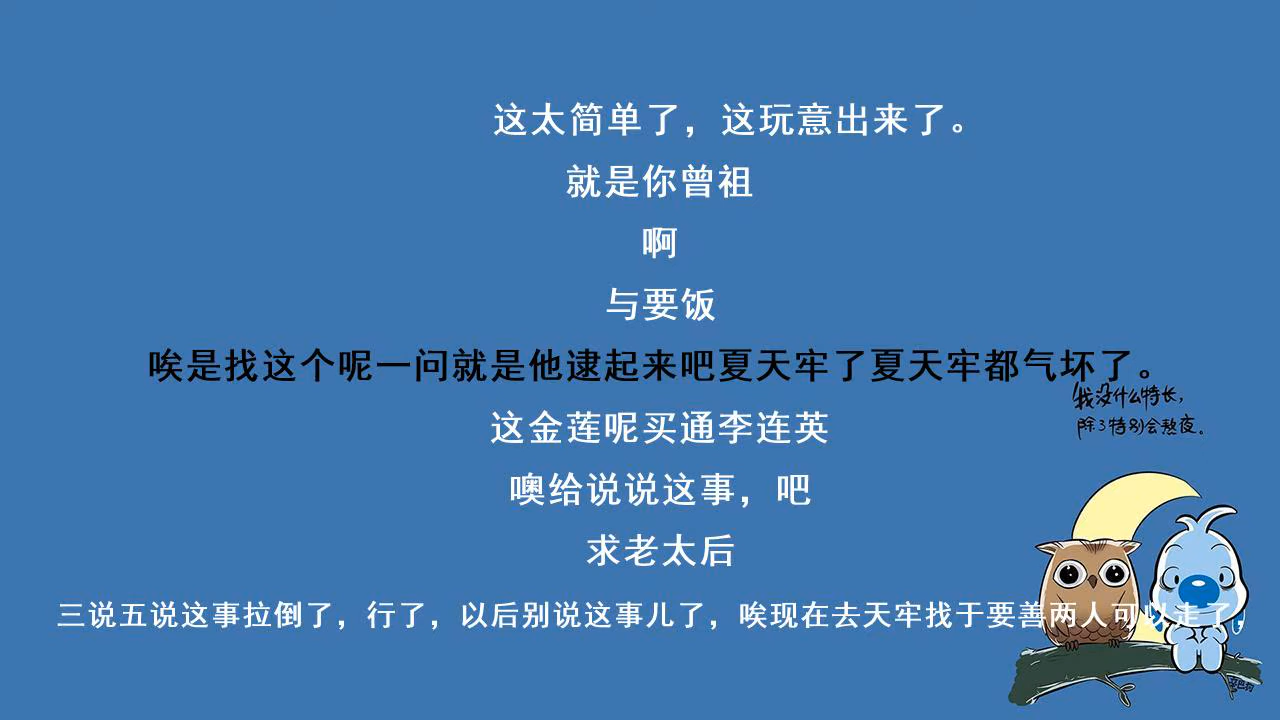 这太简单了，这玩意出来了。
就是你曾祖
啊
与要饭
唉是找这个呢一问就是他逮起来吧夏天牢了夏天牢都气坏了。
我没什么特长，
除了特别会熬夜。
这金莲呢买通李连英
噢给说说这事，吧
求老太后
三说五说这事拉倒了，行了，以后别说这事儿了，唉现在去天牢找于要善两人可以走了，